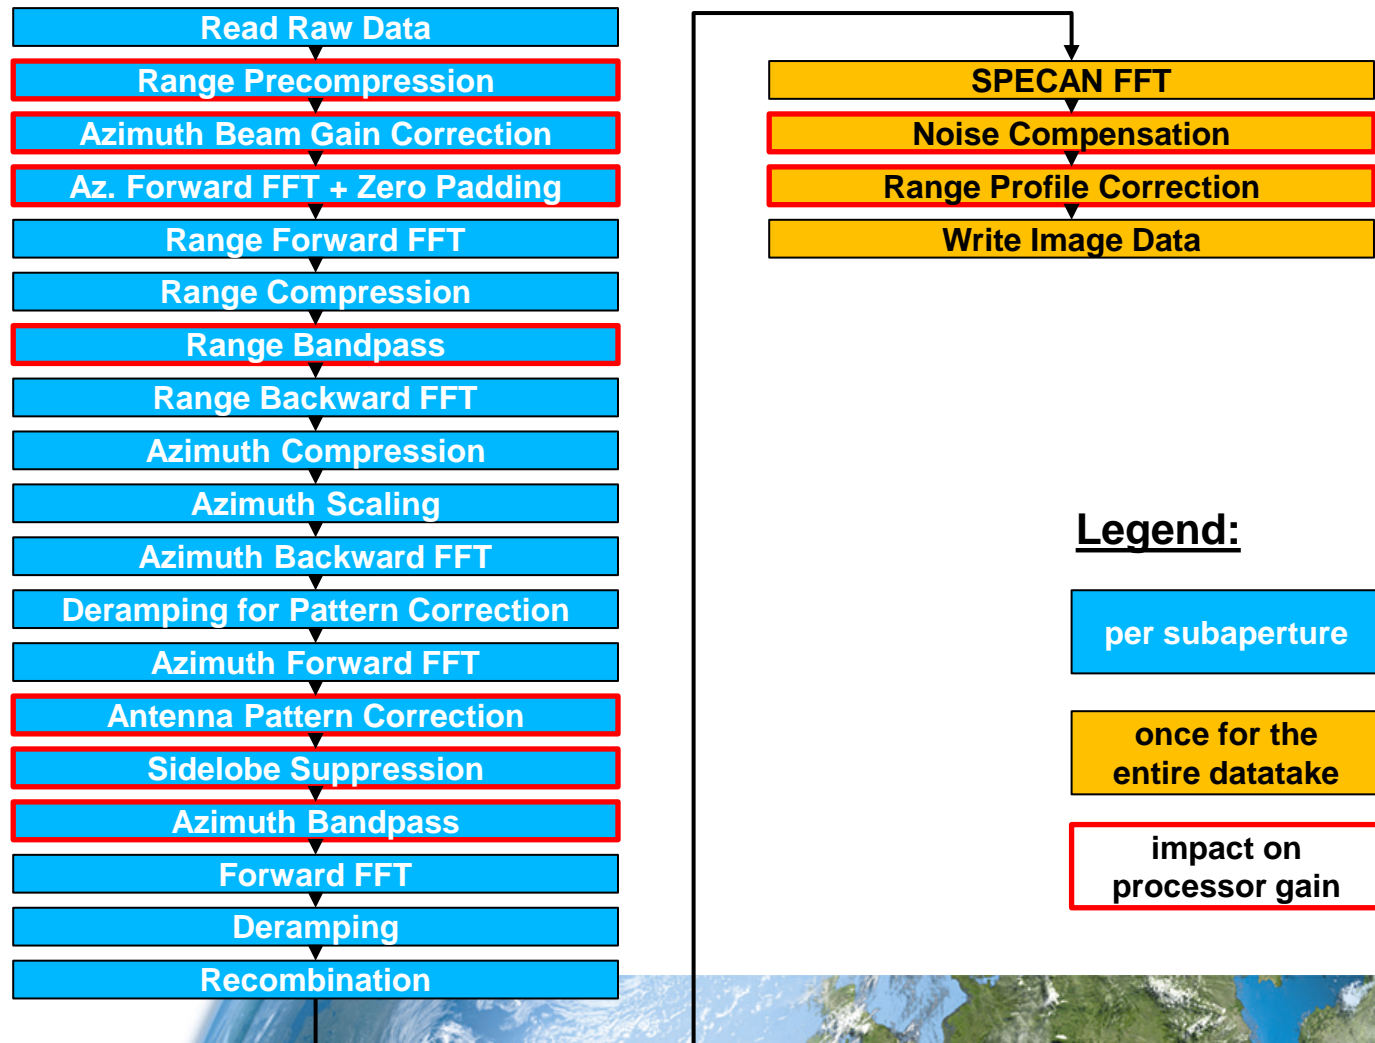 Read Raw Data
Range Precompression
Azimuth Beam Gain Correction
Az. Forward FFT + Zero Padding
Range Forward FFT
Range Compression
Range Bandpass
Range Backward FFT
Azimuth Compression
Azimuth Scaling
Azimuth Backward FFT
Deramping for Pattern Correction
Azimuth Forward FFT
Antenna Pattern Correction
Sidelobe Suppression
Azimuth Bandpass
Forward FFT
Deramping
Recombination
SPECAN FFT
Noise Compensation
Range Profile Correction
Write Image Data
Legend:
per subaperture
once for the
entire datatake
impact on
processor gain